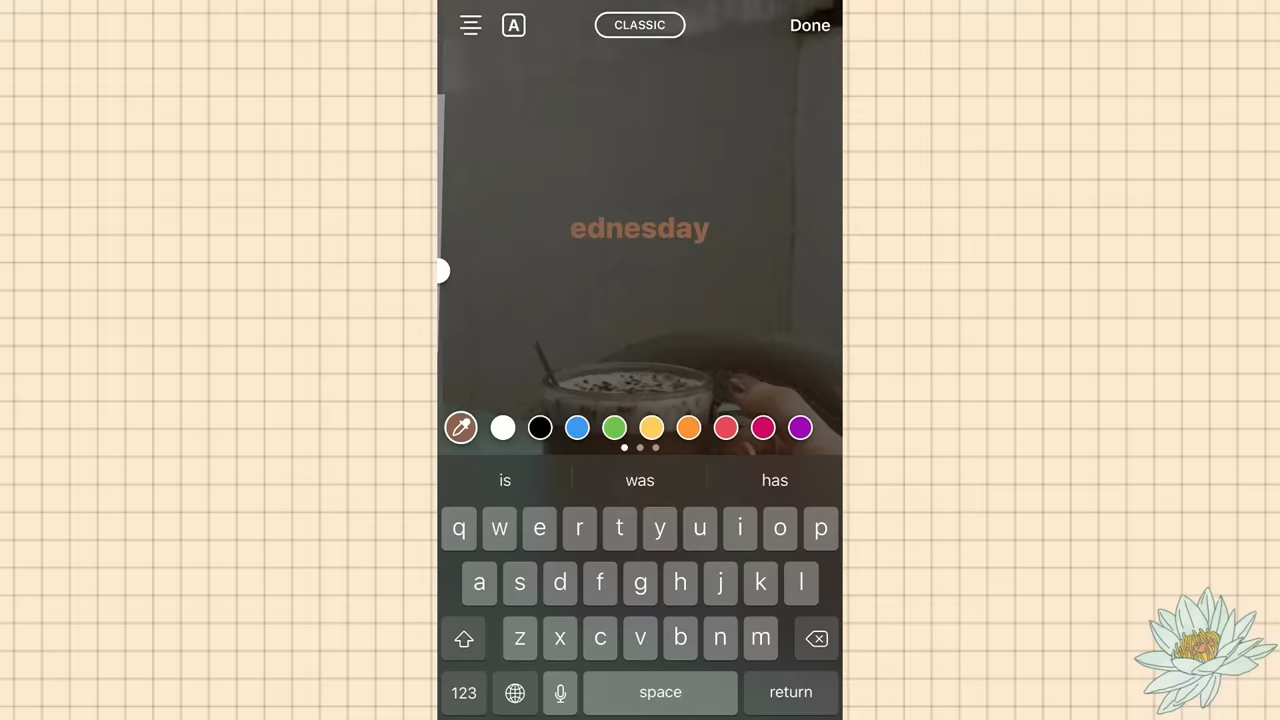 A CLASSIC Done
ednesday
is was has
q w e r t y u i o p
a s d f g h j k l
z x c v b n m
123 space return